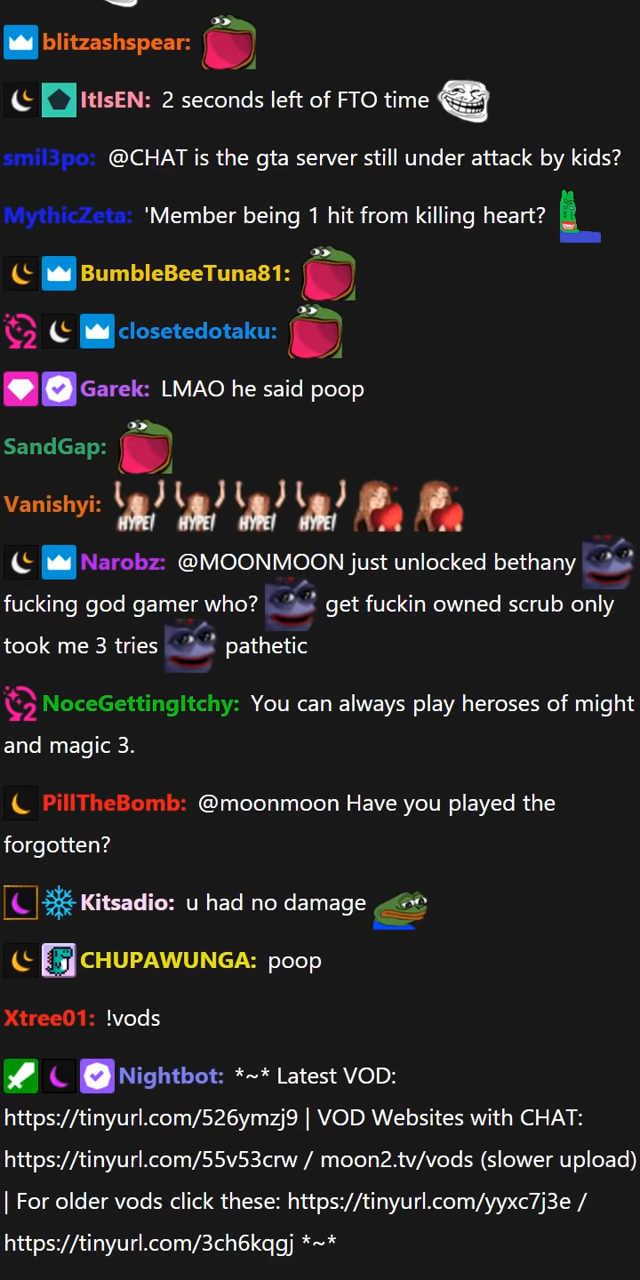 blitzashspear:
ItIsEN: 2 seconds left of FTO time
smil3po: @CHAT is the gta server still under attack by kids?
MythicZeta: 'Member being 1 hit from killing heart?
BumbleBeeTuna81:
2 closetedotaku:
Garek: LMAO he said poop
SandGap:
Vanishyi: HYPE! HYPE! HYPE! HYPE!
Narobz: @MOONMOON just unlocked bethany
fucking god gamer who? get fuckin owned scrub only
took me 3 tries pathetic
2 NoceGettingItchy: You can always play heroses of might
and magic 3.
PillTheBomb: @moonmoon Have you played the
forgotten?
Kitsadio: u had no damage
CHUPAWUNGA: poop
Xtree01: !vods
Nightbot: *~* Latest VOD:
https://tinyurl.com/526ymzj9 | VOD Websites with CHAT:
https://tinyurl.com/55v53crw / moon2.tv/vods (slower upload)
| For older vods click these: https://tinyurl.com/yyxc7j3e /
https://tinyurl.com/3ch6kqgj *~*